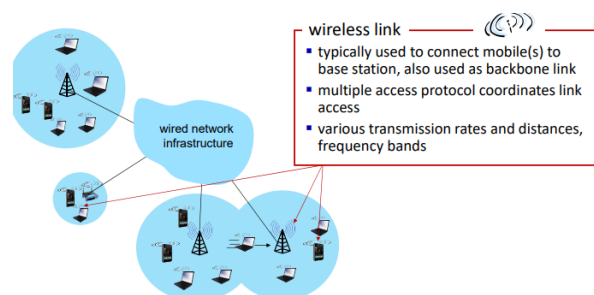 wireless link
▪ typically used to connect mobile(s) to
base station, also used as backbone link
▪ multiple access protocol coordinates link
access
▪ various transmission rates and distances,
frequency bands
wired network
infrastructure